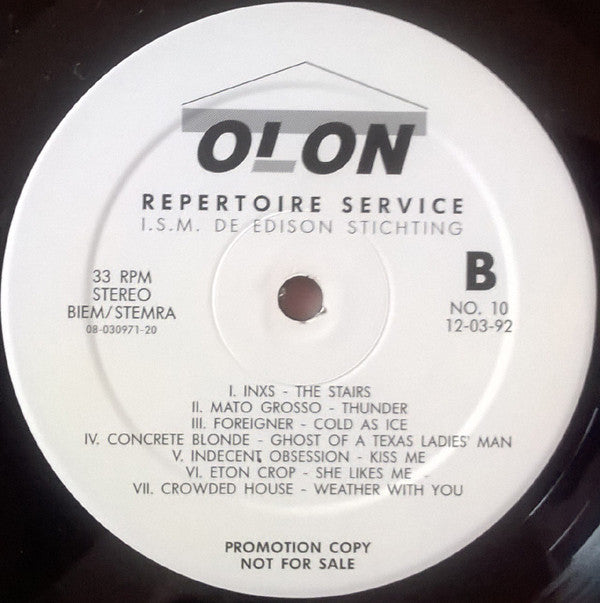 OLON
REPERTOIRE SERVICE
I.S.M. DE EDISON STICHTING
33 RPM
STEREO
BIEM/STEMRA
08-030971-20
B
NO. 10
12-03-92
I. INXS - THE STAIRS
II. MATO GROSSO - THUNDER
III. FOREIGNER - COLD AS ICE
IV. CONCRETE BLONDE - GHOST OF A TEXAS LADIES' MAN
V. INDECENT OBSESSION - KISS ME
VI. ETON CROP - SHE LIKES ME -
VII. CROWDED HOUSE - WEATHER WITH YOU
PROMOTION COPY
NOT FOR SALE